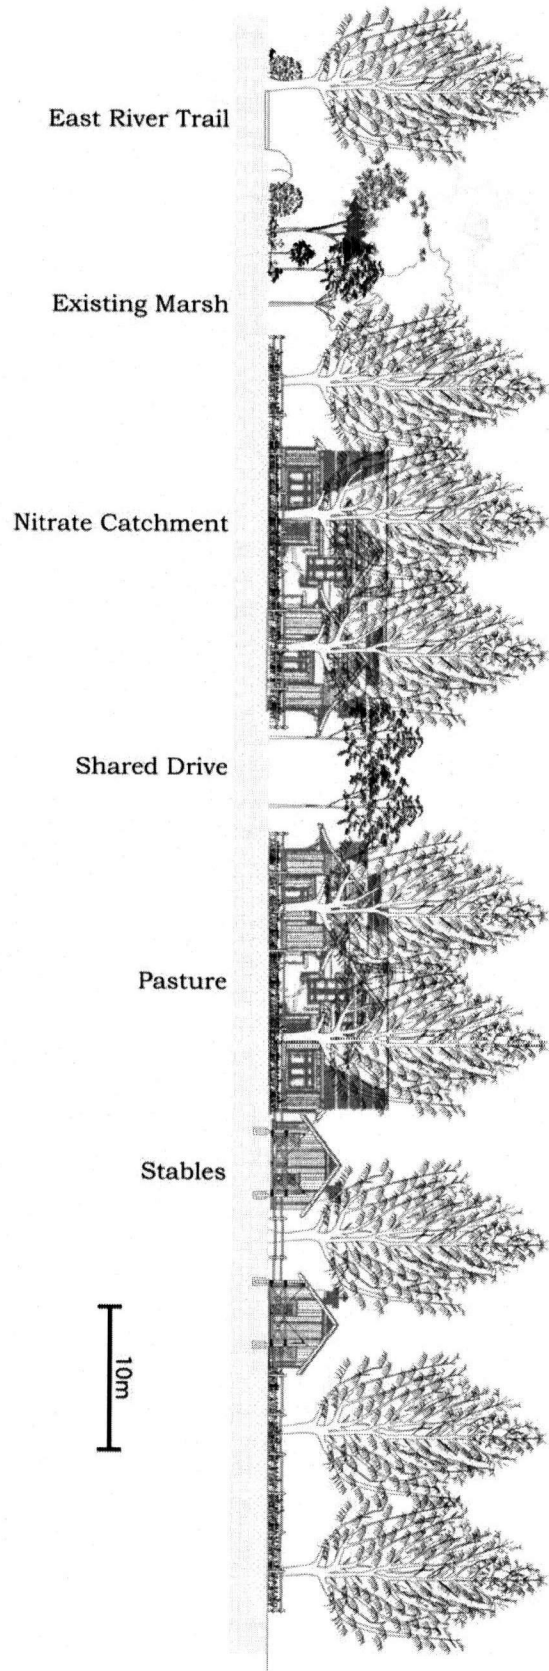 East River Trail
Existing Marsh
Nitrate Catchment
Shared Drive
Pasture
Stables
10m